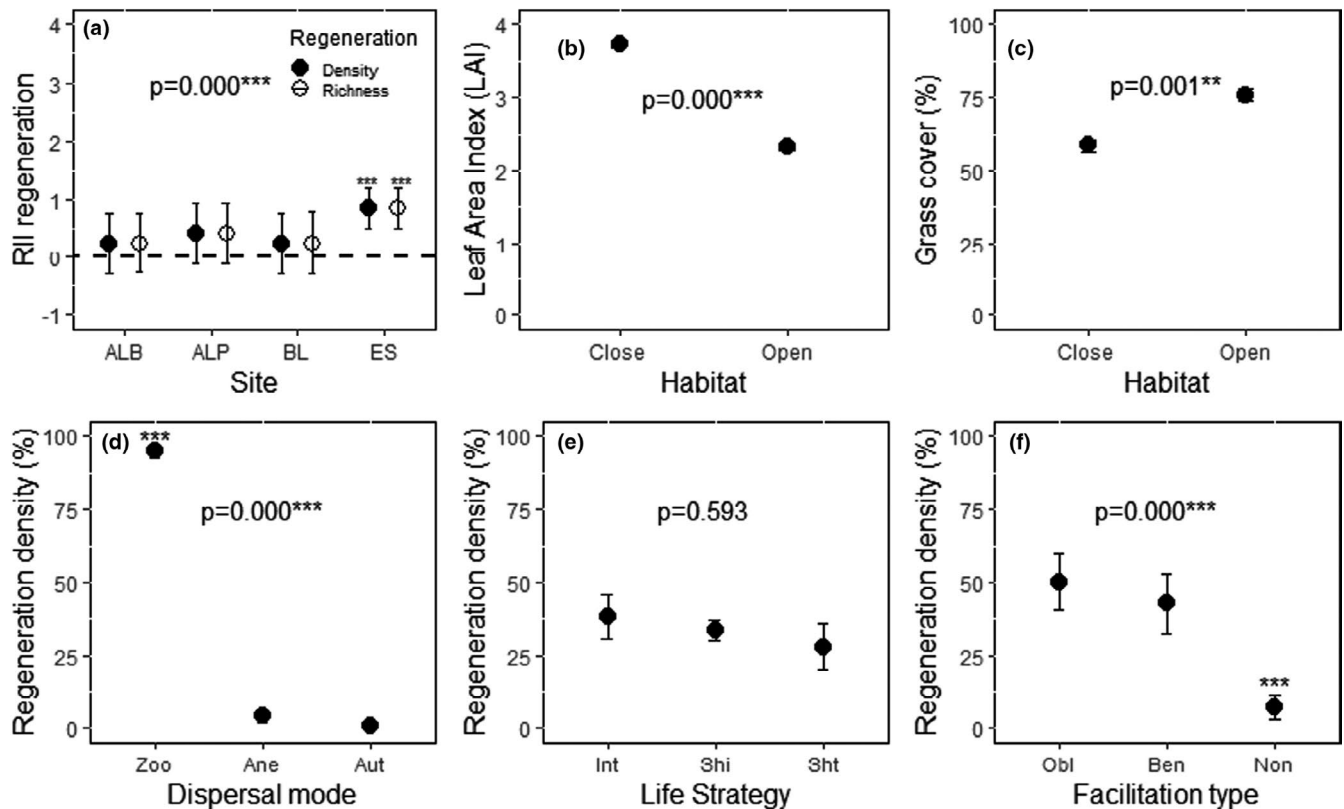 (a)
Regeneration
Density
Richness
p=0.000***
*** ***
RII regeneration
4
3
2
1
0
-1
ALB ALP BL ES
Site
(b)
p=0.000***
Leaf Area Index (LAI)
4
3
2
1
0
Close Open
Habitat
(c)
p=0.001**
Grass cover (%)
100
75
50
25
0
Close Open
Habitat
(d)
***
p=0.000***
Regeneration density (%)
100
75
50
25
0
Zoo Ane Aut
Dispersal mode
(e)
p=0.593
Regeneration density (%)
100
75
50
25
0
Int Shi Sht
Life Strategy
(f)
p=0.000***
***
Regeneration density (%)
100
75
50
25
0
Obl Ben Non
Facilitation type